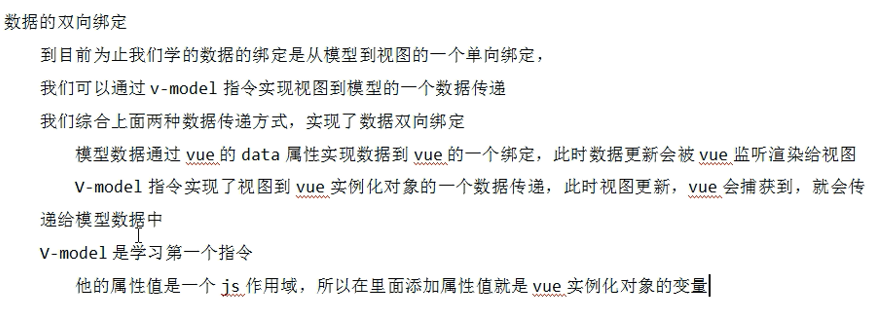 数据的双向绑定
到目前为止我们学的数据的绑定是从模型到视图的一个单向绑定，
我们可以通过 v-model 指令实现视图到模型的一个数据传递
我们综合上面两种数据传递方式，实现了数据双向绑定
模型数据通过 vue 的 data 属性实现数据到 vue 的一个绑定，此时数据更新会被 vue 监听渲染给视图
V-model 指令实现了视图到 vue 实例化对象的一个数据传递，此时视图更新，vue 会捕获到，就会传
递给模型数据中
V-model 是学习第一个指令
他的属性值是一个 js 作用域，所以在里面添加属性值就是 vue 实例化对象的变量